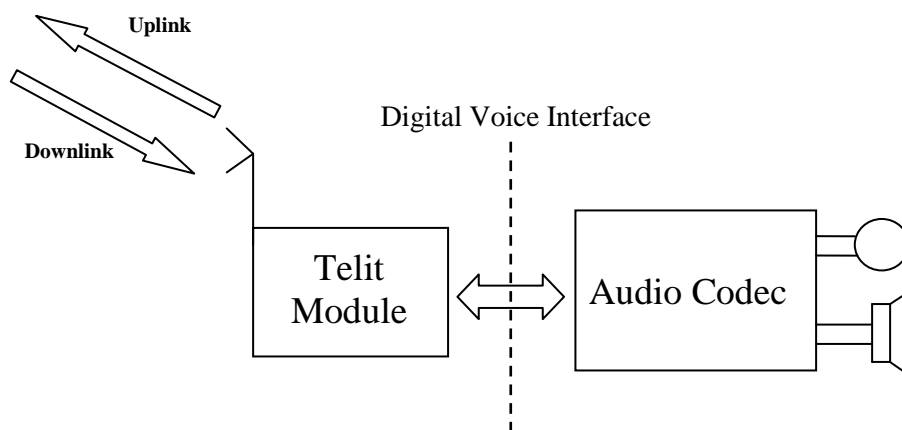 Uplink
Digital Voice Interface
Downlink
Telit
Module
Audio Codec